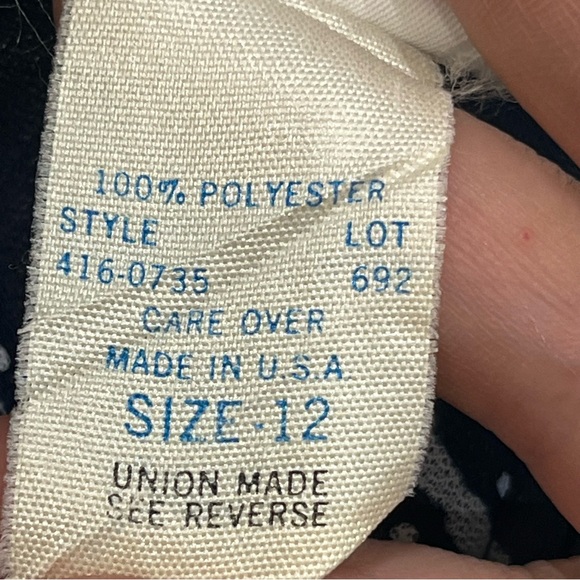 100% POLYESTER
STYLE LOT
416-0735 692
CARE OVER
MADE IN U.S.A
SIZE-12
UNION MADE
SEE REVERSE